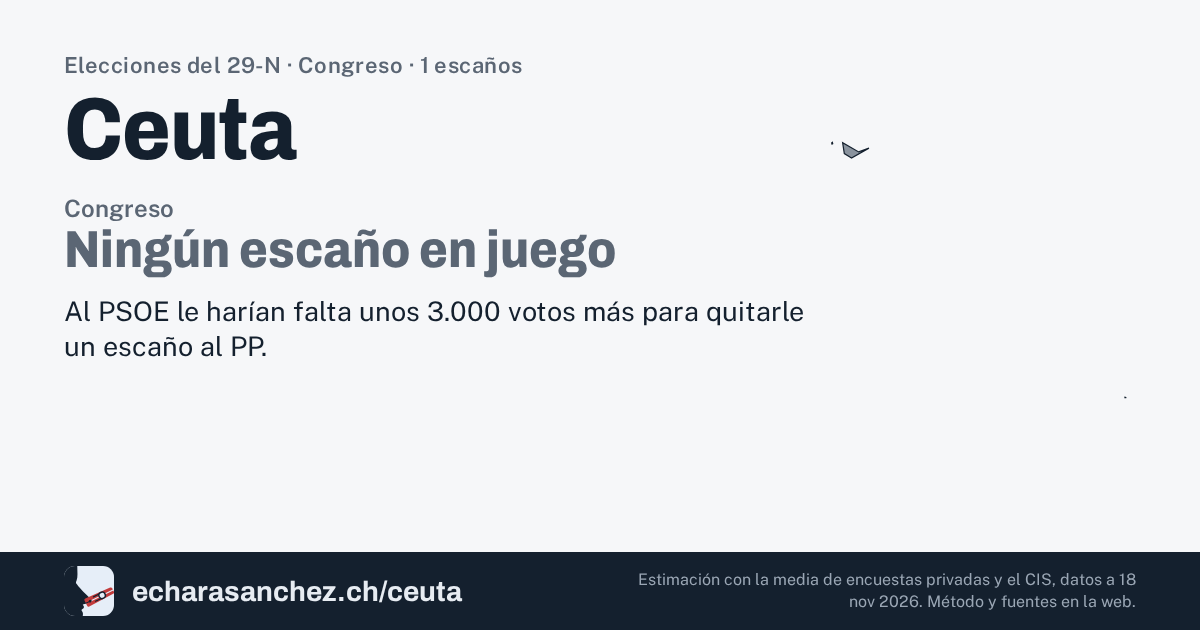 Elecciones del 29-N · Congreso · 1 escaños
Ceuta
Congreso
Ningún escaño en juego
Al PSOE le harían falta unos 3.000 votos más para quitarle
un escaño al PP.
echarasanchez.ch/ceuta
Estimación con la media de encuestas privadas y el CIS, datos a 18
nov 2026. Método y fuentes en la web.